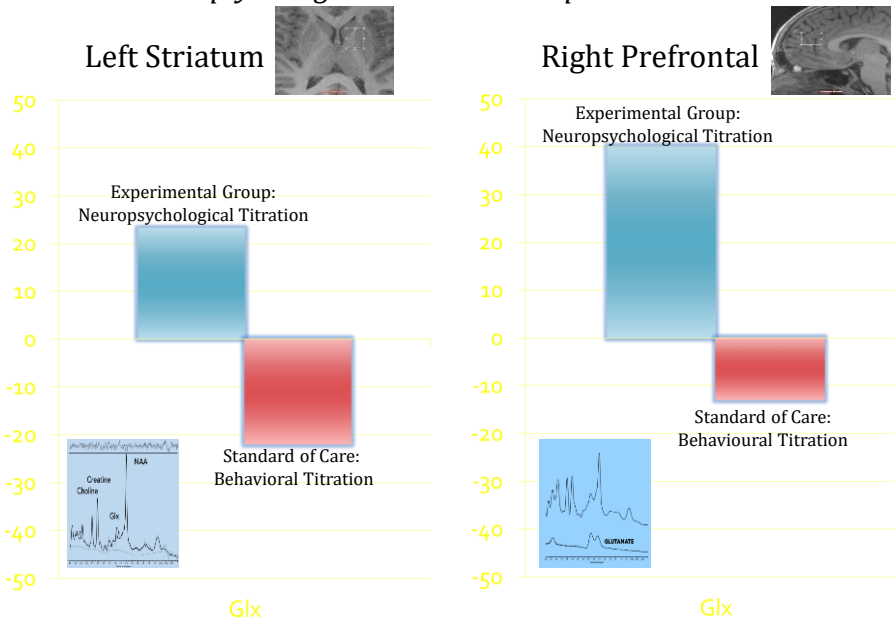 Left Striatum
Right Prefrontal
50
40
30
20
10
0
-10
-20
-30
-40
-50
Experimental Group:
Neuropsychological Titration
Standard of Care:
Behavioral Titration
NAA
Creatine
Choline
Glx
Glx
50
40
30
20
10
0
-10
-20
-30
-40
-50
Experimental Group:
Neuropsychological Titration
Standard of Care:
Behavioural Titration
GLUTAMATE
Glx